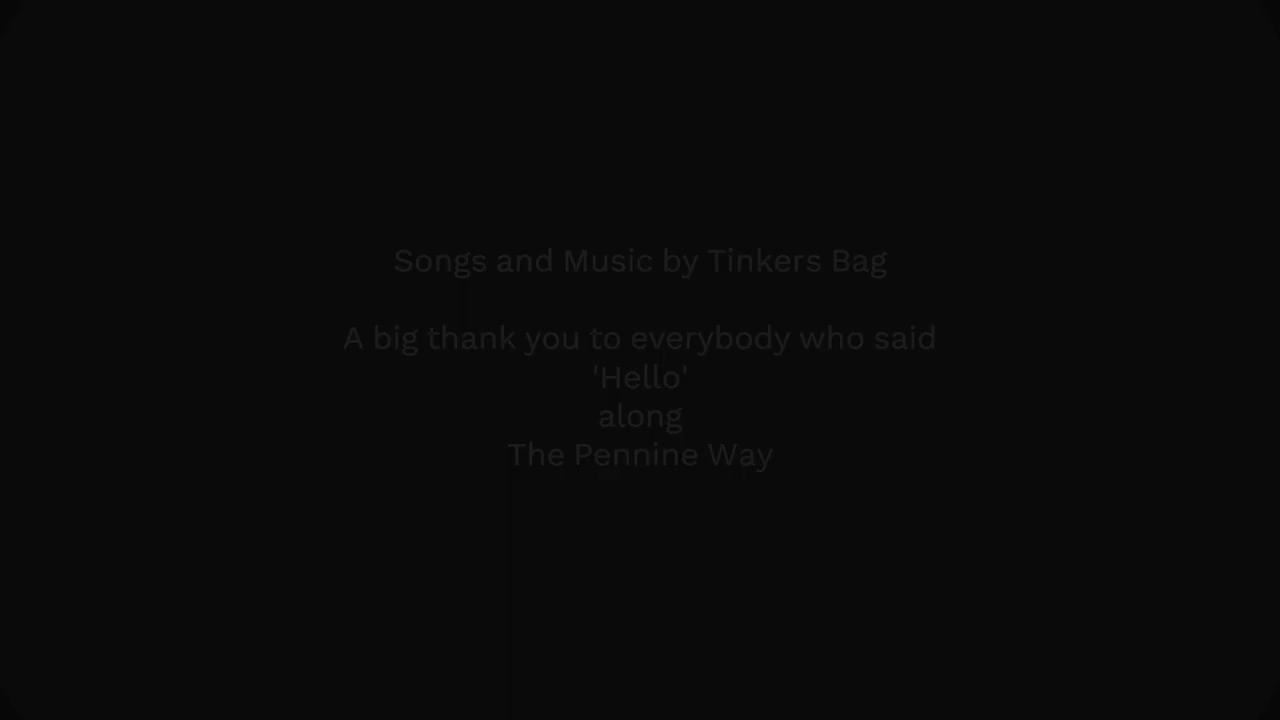 Songs and Music by Tinkers Bag
A big thank you to everybody who said
'Hello'
along
The Pennine Way